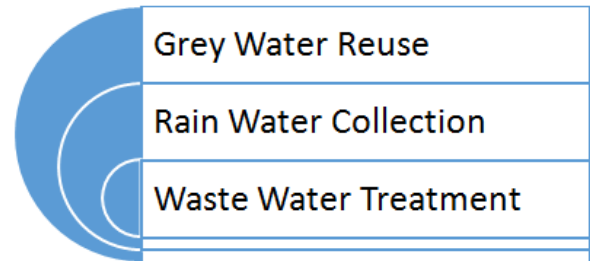 Grey Water Reuse
Rain Water Collection
Waste Water Treatment